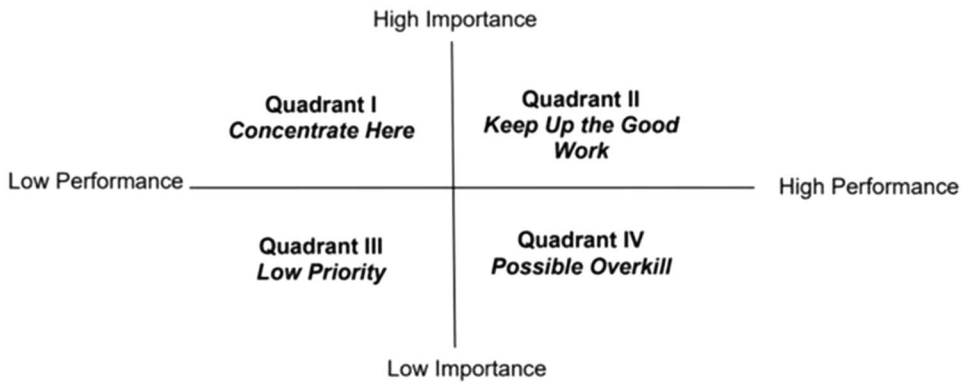 High Importance
Quadrant I
Concentrate Here
Quadrant II
Keep Up the Good
Work
Low Performance
High Performance
Quadrant III
Low Priority
Quadrant IV
Possible Overkill
Low Importance